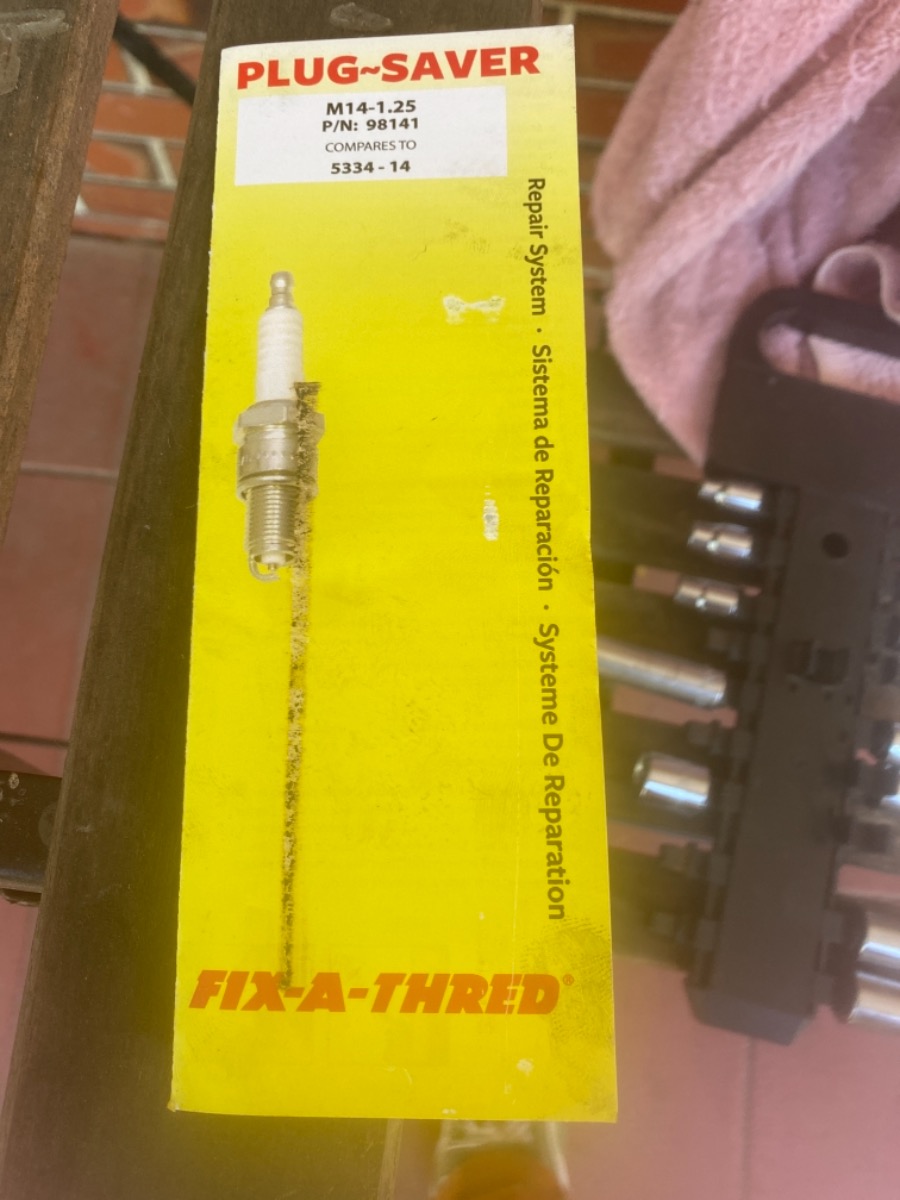 PLUG~SAVER
M14-1.25
P/N: 98141
COMPARES TO
5334 - 14
Repair System · Sistema de Reparación · Systeme De Reparation
FIX-A-THRED®